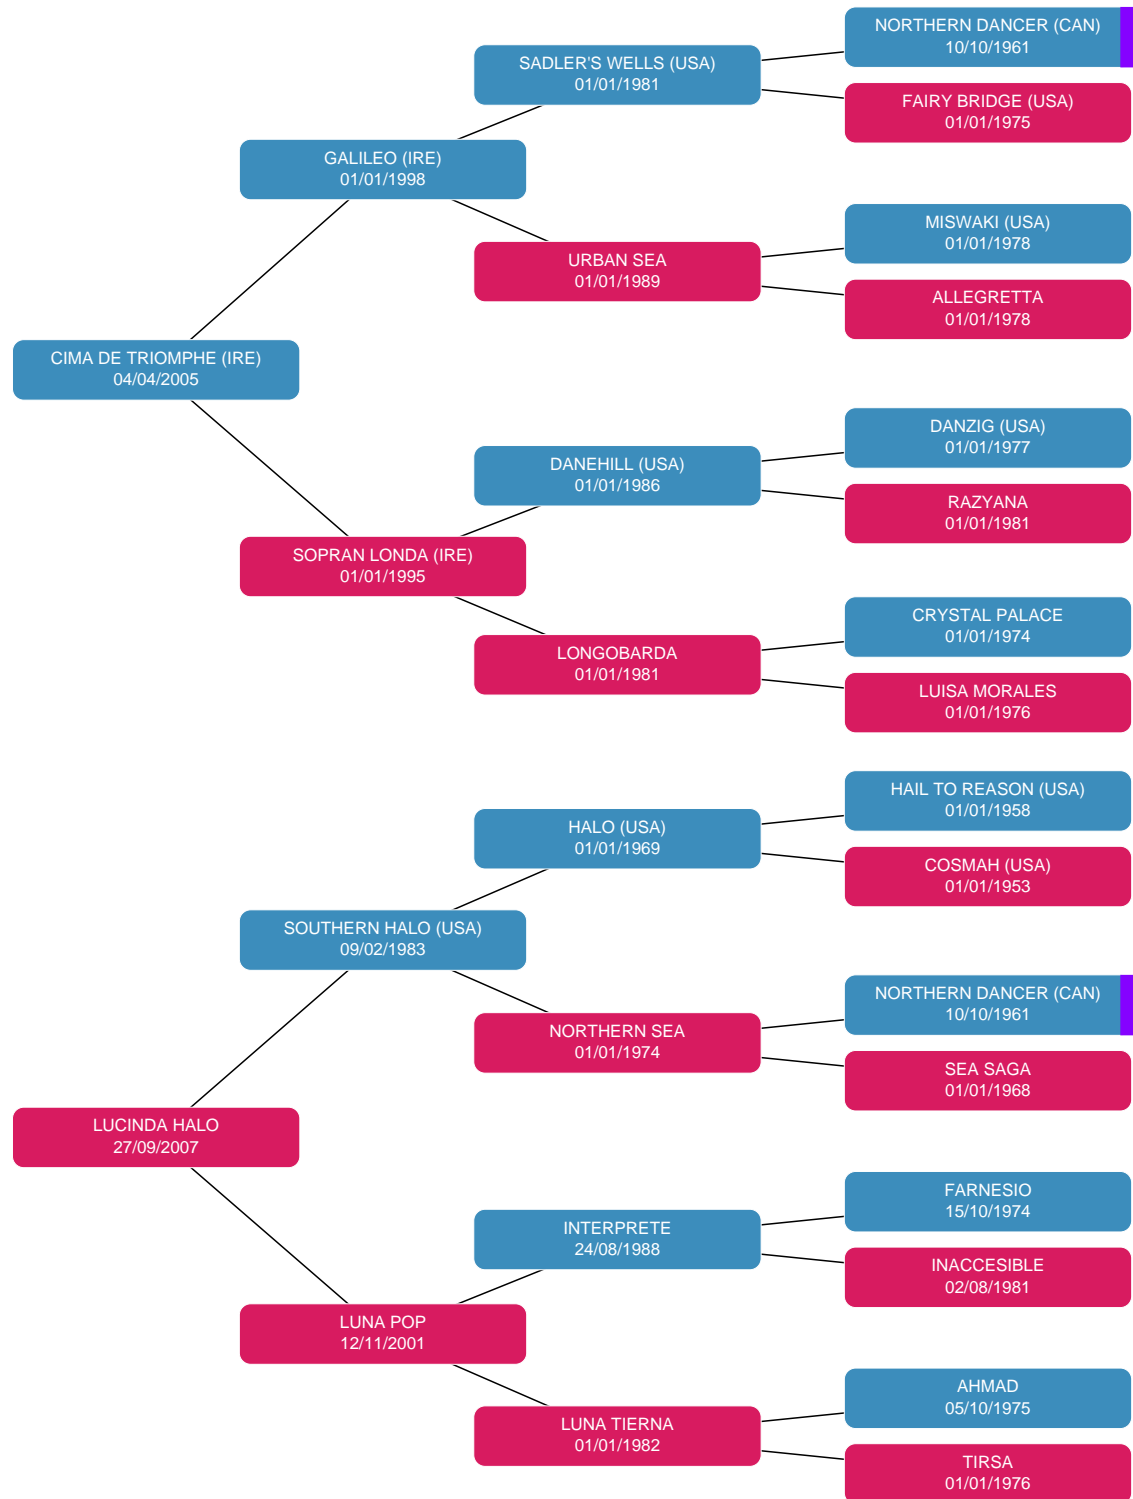 NORTHERN DANCER (CAN)
10/10/1961
SADLER'S WELLS (USA)
01/01/1981
FAIRY BRIDGE (USA)
01/01/1975
GALILEO (IRE)
01/01/1998
MISWAKI (USA)
01/01/1978
URBAN SEA
01/01/1989
ALLEGRETTA
01/01/1978
CIMA DE TRIOMPHE (IRE)
04/04/2005
DANZIG (USA)
01/01/1977
DANEHILL (USA)
01/01/1986
RAZYANA
01/01/1981
SOPRAN LONDA (IRE)
01/01/1995
CRYSTAL PALACE
01/01/1974
LONGOBARDA
01/01/1981
LUISA MORALES
01/01/1976
HAIL TO REASON (USA)
01/01/1958
HALO (USA)
01/01/1969
COSMAH (USA)
01/01/1953
SOUTHERN HALO (USA)
09/02/1983
NORTHERN DANCER (CAN)
10/10/1961
NORTHERN SEA
01/01/1974
SEA SAGA
01/01/1968
LUCINDA HALO
27/09/2007
FARNESIO
15/10/1974
INTERPRETE
24/08/1988
INACCESIBLE
02/08/1981
LUNA POP
12/11/2001
AHMAD
05/10/1975
LUNA TIERNA
01/01/1982
TIRSA
01/01/1976